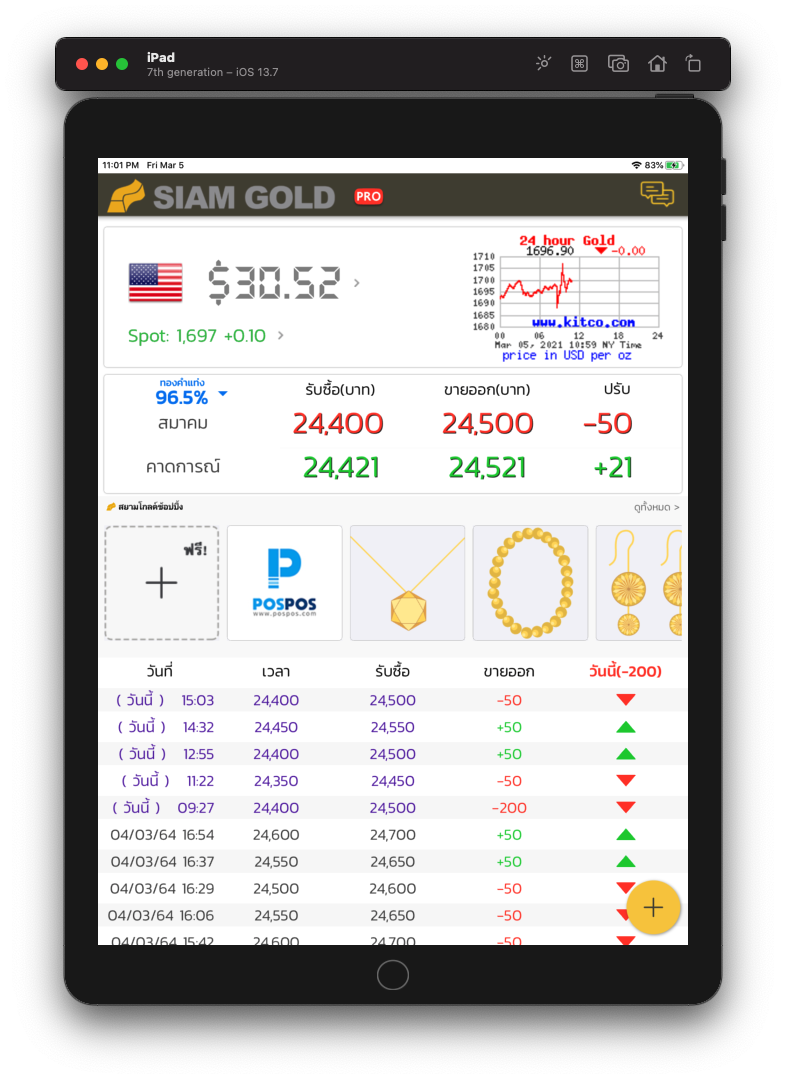 iPad
7th generation – iOS 13.7
11:01 PM Fri Mar 5 83%
SIAM GOLD PRO
$30.52
Spot: 1,697 +0.10
24 hour Gold
1696.90 -0.00
1710
1705
1700
1695
1690
1685
1680
www.kitco.com
00 06 12 18 24
Mar 05, 2021 10:59 NY Time
price in USD per oz
ทองคำแท่ง
96.5% รับซื้อ(บาท) ขายออก(บาท) ปรับ
สมาคม 24,400 24,500 -50
คาดการณ์ 24,421 24,521 +21
สยามโกลด์ช้อปปิ้ง ดูทั้งหมด >
ฟรี!
POSPOS
www.pospos.com
วันที่ เวลา รับซื้อ ขายออก วันนี้(-200)
( วันนี้ ) 15:03 24,400 24,500 -50
( วันนี้ ) 14:32 24,450 24,550 +50
( วันนี้ ) 12:55 24,400 24,500 +50
( วันนี้ ) 11:22 24,350 24,450 -50
( วันนี้ ) 09:27 24,400 24,500 -200
04/03/64 16:54 24,600 24,700 +50
04/03/64 16:37 24,550 24,650 +50
04/03/64 16:29 24,500 24,600 -50
04/03/64 16:06 24,550 24,650 -50
04/03/64 15:42 24,600 24,700 -50